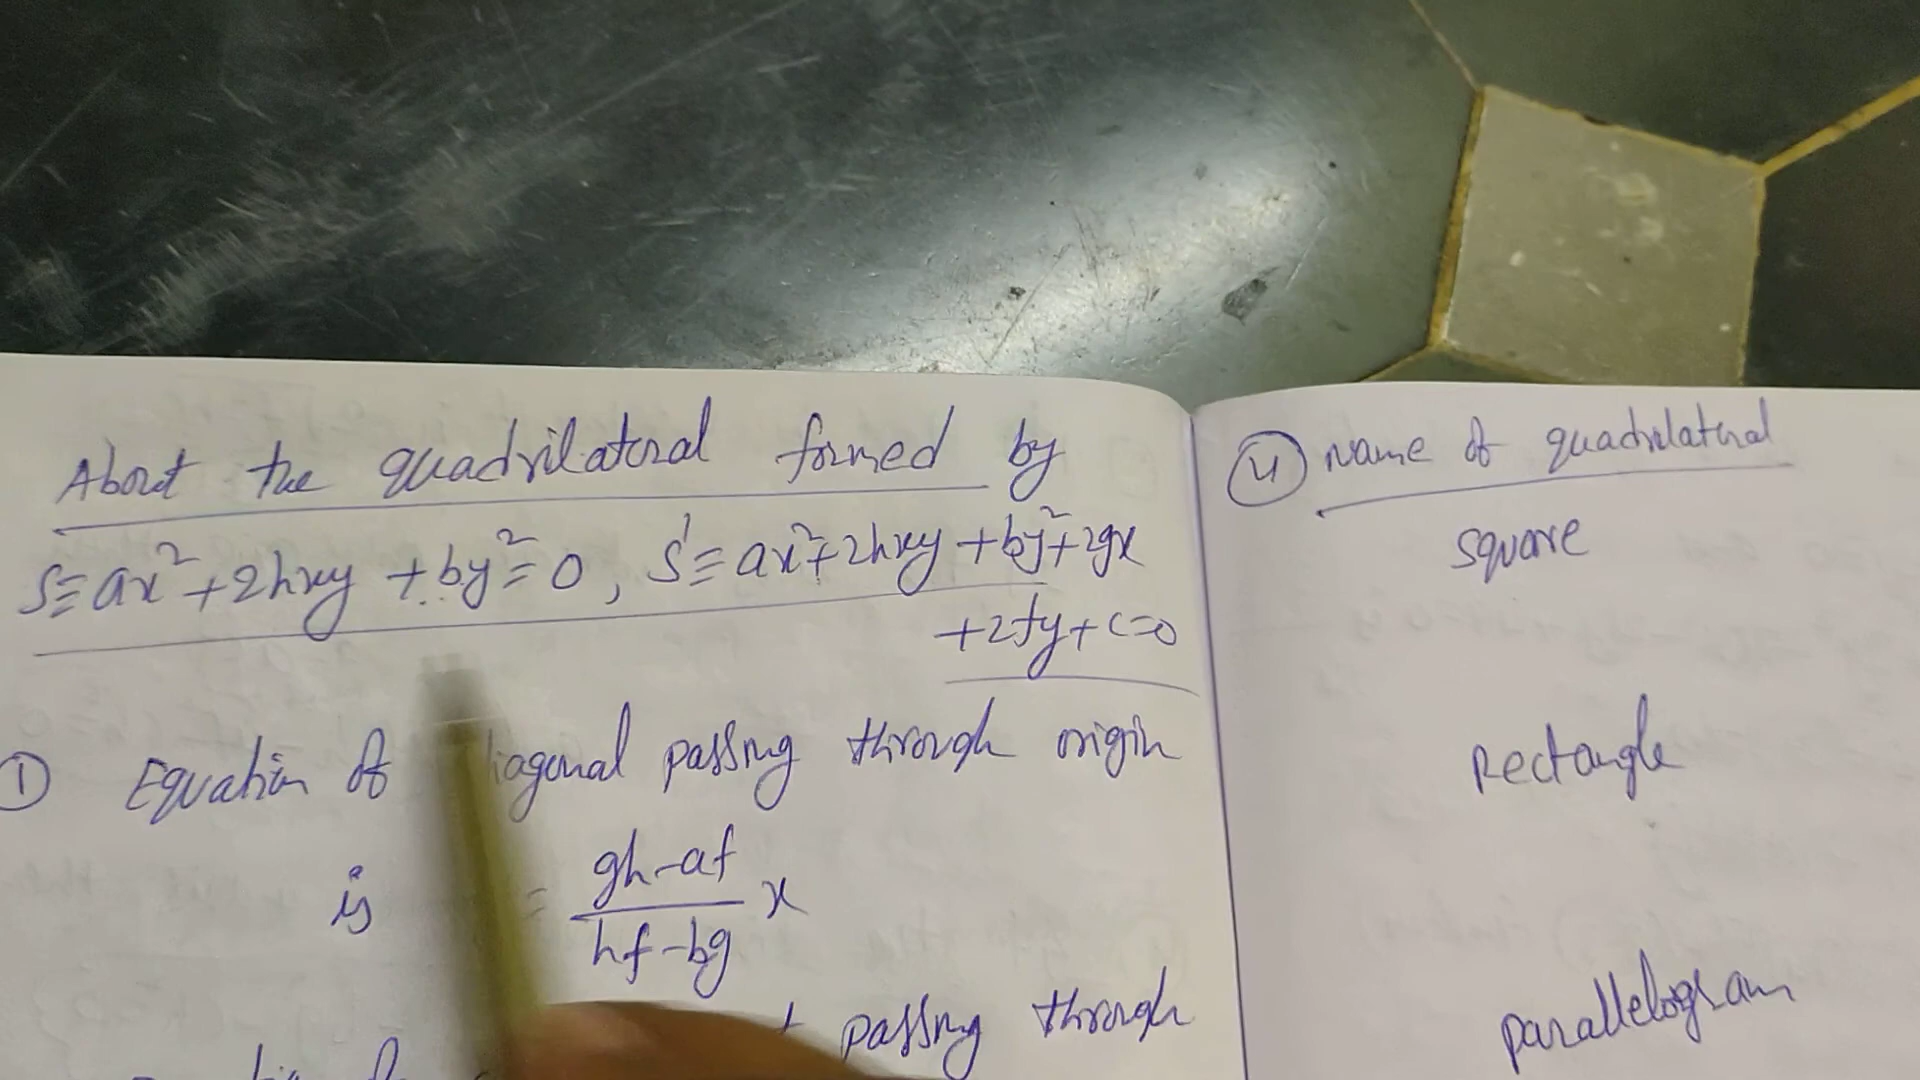 About the quadrilateral formed by
S≡ax²+2hxy+by²=0, S'≡ax²+2hxy+by²+2gx
+2fy+c=0
① Equation of diagonal passing through origin
is = gh-af/hf-bg x
passing through
④ Name of quadrilateral
square
Rectangle
parallelogram